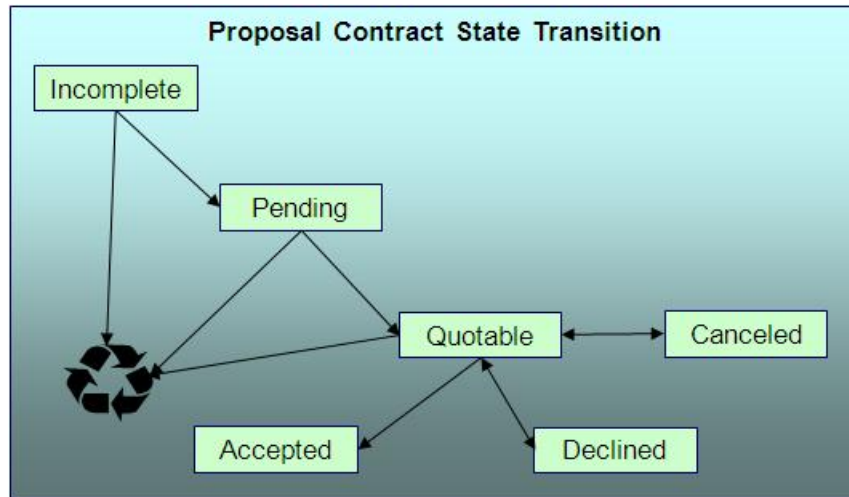 Proposal Contract State Transition
Incomplete
Pending
Quotable
Canceled
Accepted
Declined